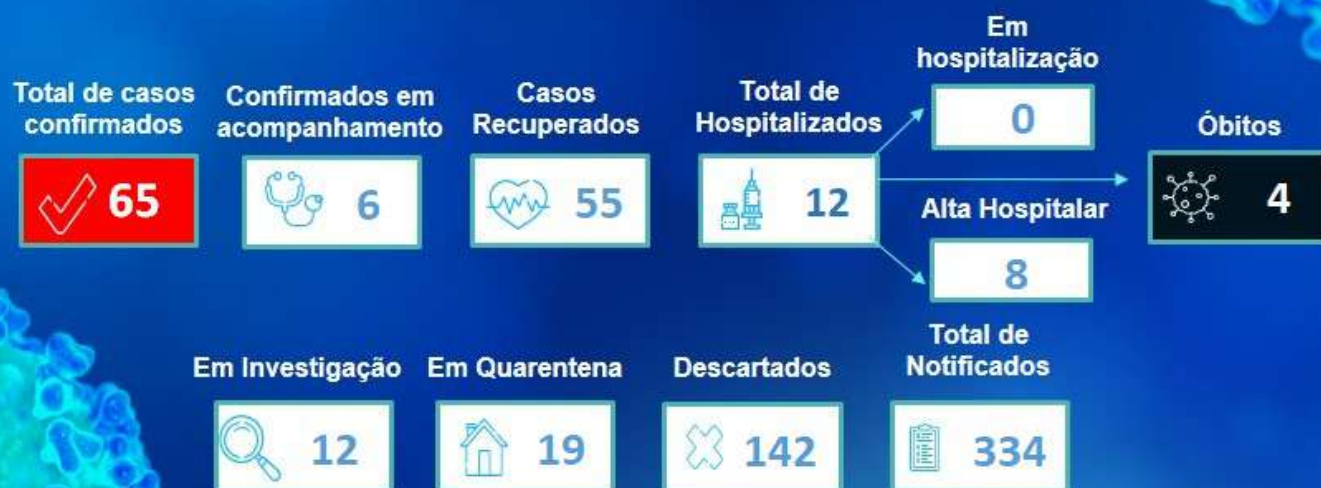 Total de casos
confirmados
65
Confirmados em
acompanhamento
6
Casos
Recuperados
55
Total de
Hospitalizados
12
Em
hospitalização
0
Alta Hospitalar
8
Óbitos
4
Em Investigação
12
Em Quarentena
19
Descartados
142
Total de
Notificados
334